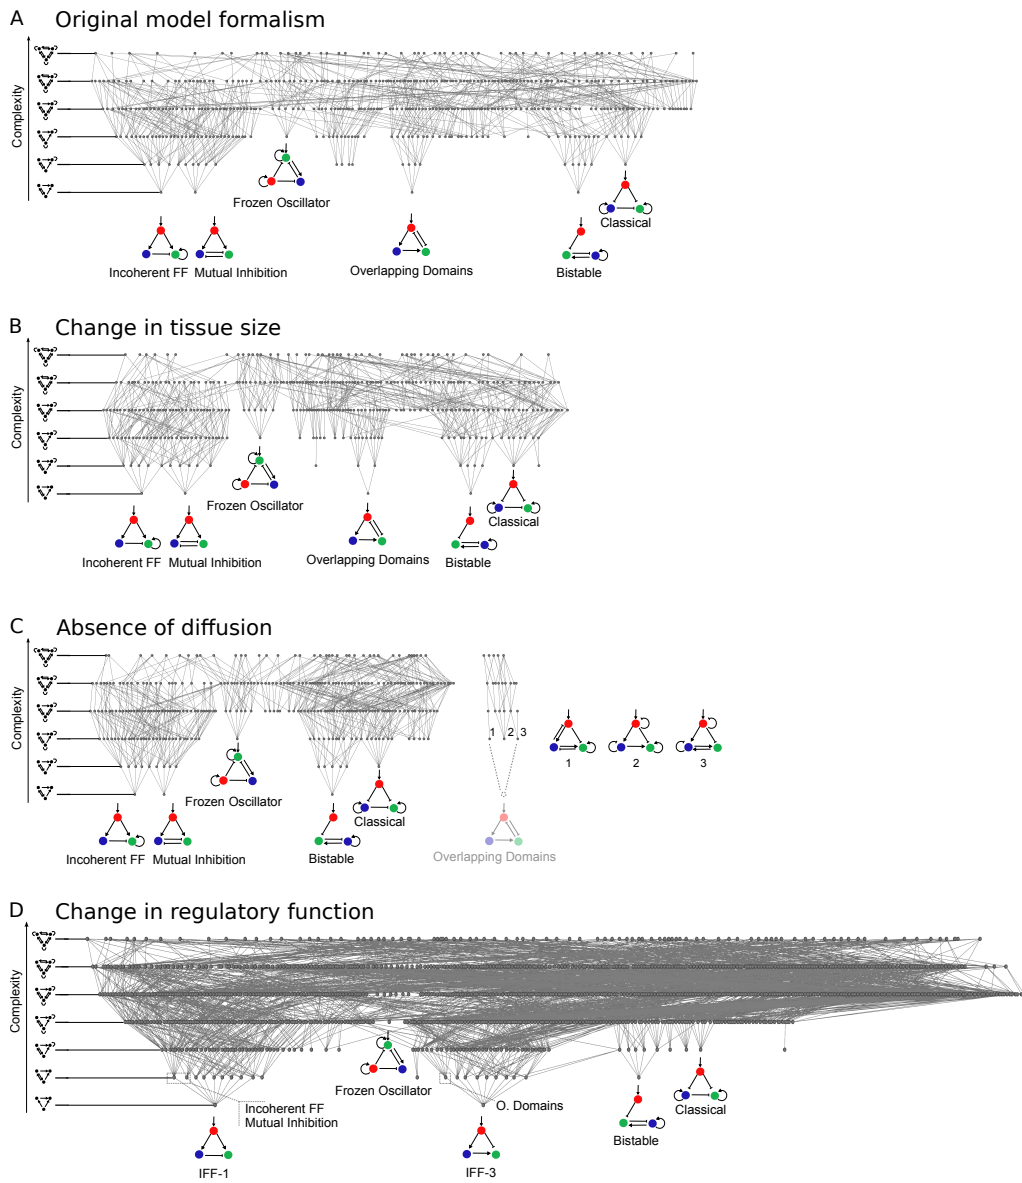 A Original model formalism
Complexity
Frozen Oscillator
Classical
Incoherent FF Mutual Inhibition Overlapping Domains Bistable
B Change in tissue size
Complexity
Frozen Oscillator
Classical
Incoherent FF Mutual Inhibition Overlapping Domains Bistable
C Absence of diffusion
Complexity
1 2 3
1 2 3
Frozen Oscillator
Classical
Incoherent FF Mutual Inhibition Bistable Overlapping Domains
D Change in regulatory function
Complexity
Frozen Oscillator
Classical
Incoherent FF
Mutual Inhibition
O. Domains
Bistable
IFF-1 IFF-3